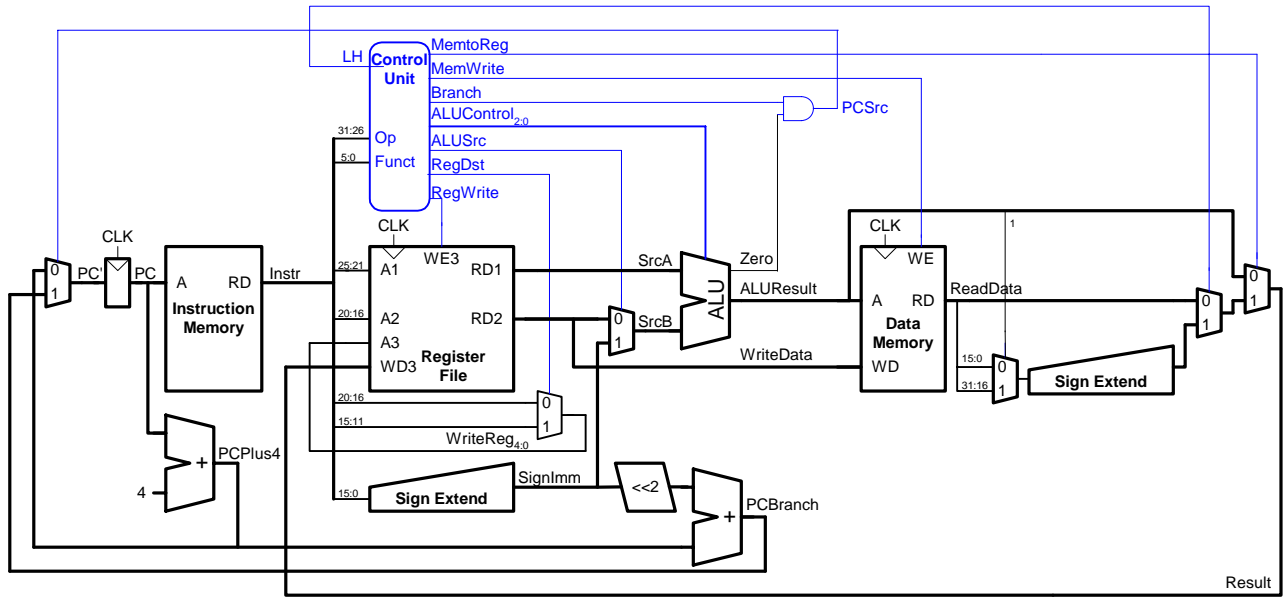 LH
Control
Unit
MemtoReg
MemWrite
Branch
ALUControl2:0
ALUSrc
RegDst
RegWrite
PCSrc
31:26
Op
5:0
Funct
1
CLK
0
1
PC'
CLK
PC
A
RD
Instruction
Memory
Instr
25:21
20:16
A1
A2
A3
WD3
WE3
RD1
RD2
Register
File
20:16
15:11
0
1
WriteReg4:0
SrcA
0
1
SrcB
ALU
Zero
ALUResult
WriteData
CLK
WE
A
RD
Data
Memory
WD
ReadData
15:0
31:16
0
1
Sign Extend
0
1
0
1
PCPlus4
+
4
15:0
Sign Extend
SignImm
<<2
+
PCBranch
Result